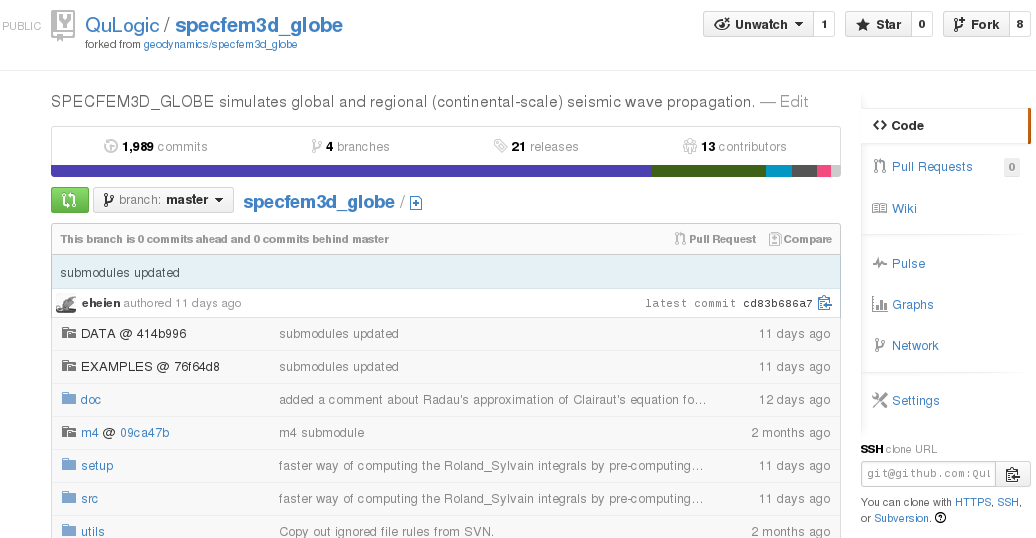 PUBLIC QuLogic / specfem3d_globe Unwatch 1 Star 0 Fork 8
forked from geodynamics/specfem3d_globe
SPECFEM3D_GLOBE simulates global and regional (continental-scale) seismic wave propagation. — Edit
1,989 commits 4 branches 21 releases 13 contributors
branch: master specfem3d_globe /
This branch is 0 commits ahead and 0 commits behind master Pull Request Compare
submodules updated
eheien authored 11 days ago latest commit cd83b686a7
DATA @ 414b996 submodules updated 11 days ago
EXAMPLES @ 76f64d8 submodules updated 11 days ago
doc added a comment about Radau's approximation of Clairaut's equation fo... 12 days ago
m4 @ 09ca47b m4 submodule 2 months ago
setup faster way of computing the Roland_Sylvain integrals by pre-computing... 11 days ago
src faster way of computing the Roland_Sylvain integrals by pre-computing... 11 days ago
utils Copy out ignored file rules from SVN. 2 months ago
Code
Pull Requests 0
Wiki
Pulse
Graphs
Network
Settings
SSH clone URL
git@github.com:Qul
You can clone with HTTPS, SSH,
or Subversion.